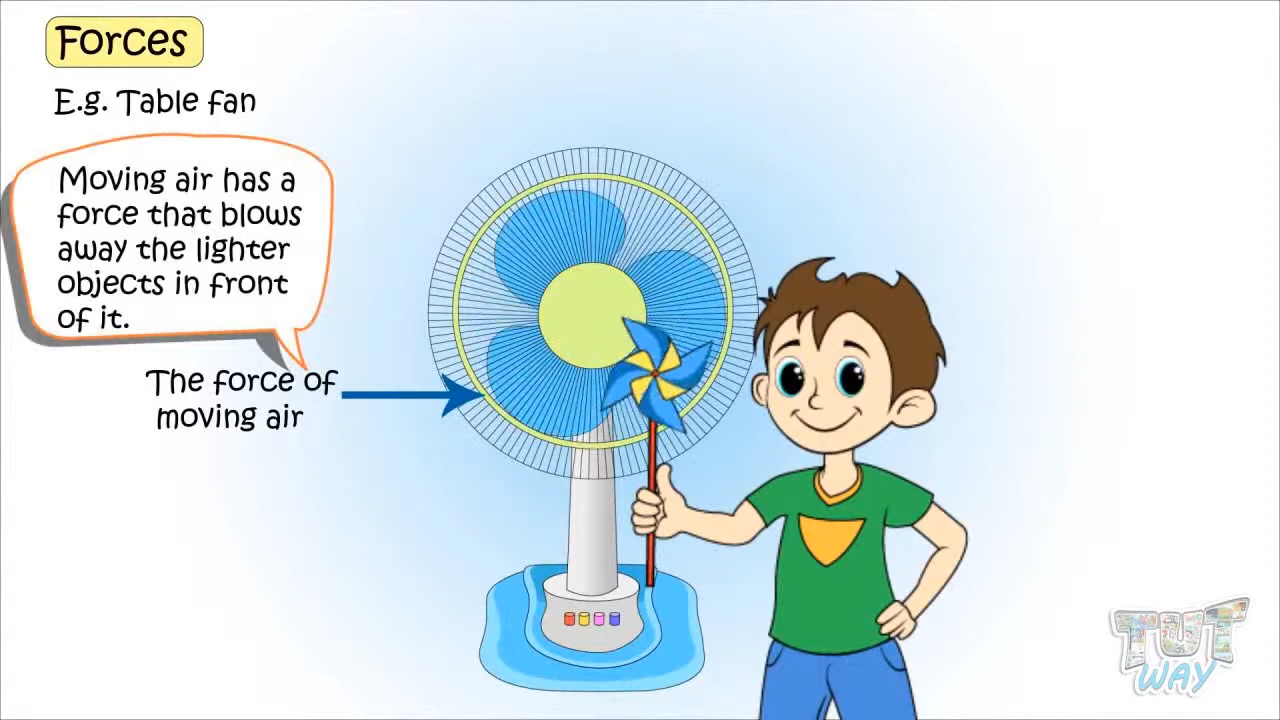 Forces
E.g. Table fan
Moving air has a
force that blows
away the lighter
objects in front
of it.
The force of
moving air
TUT
WAY